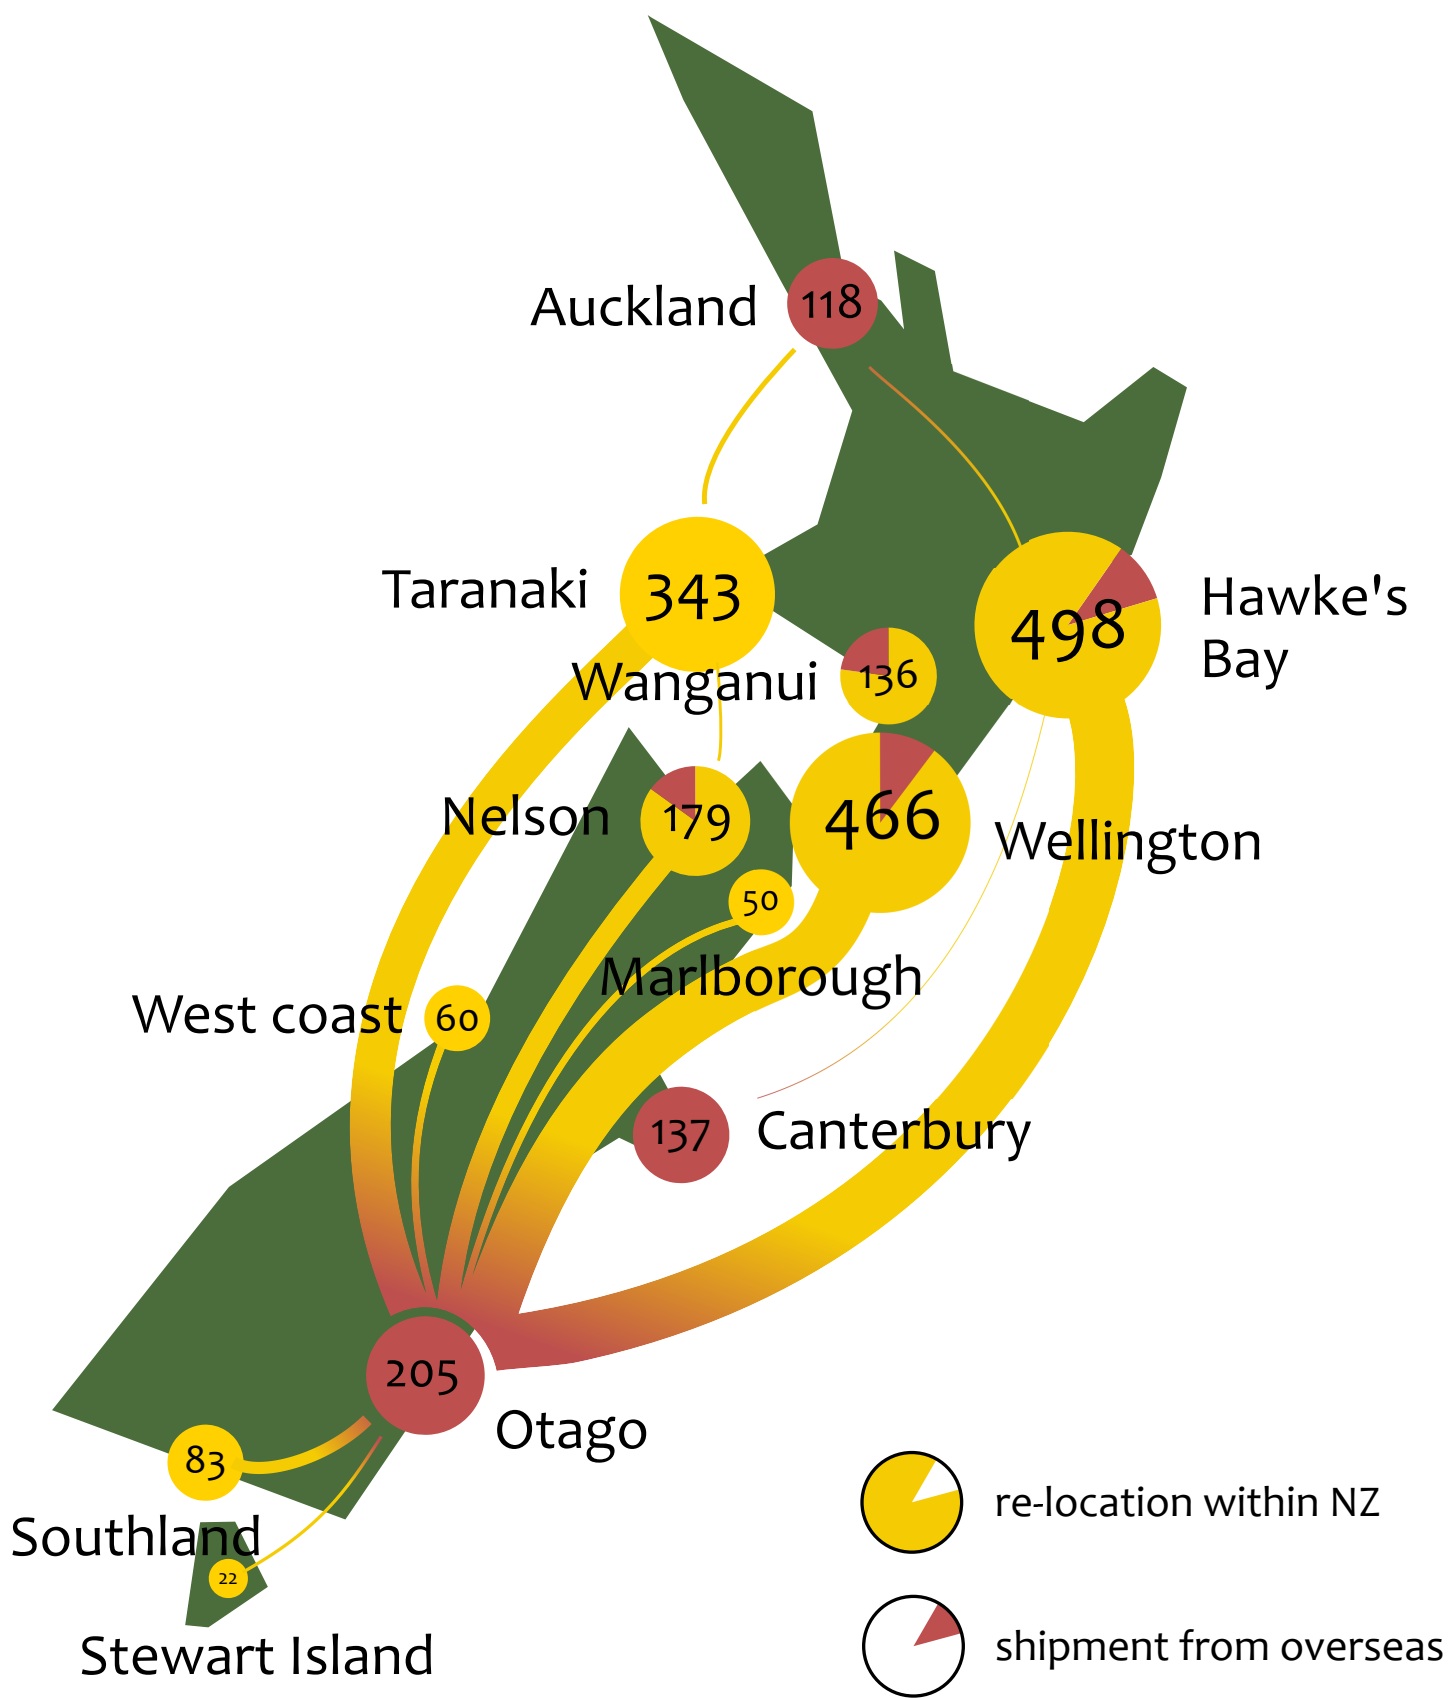 Auckland
118
Taranaki
343
Hawke's
Bay
498
Wanganui
136
Nelson
179
466
Wellington
50
Marlborough
West coast
60
137
Canterbury
205
Otago
83
Southland
22
Stewart Island
re-location within NZ
shipment from overseas